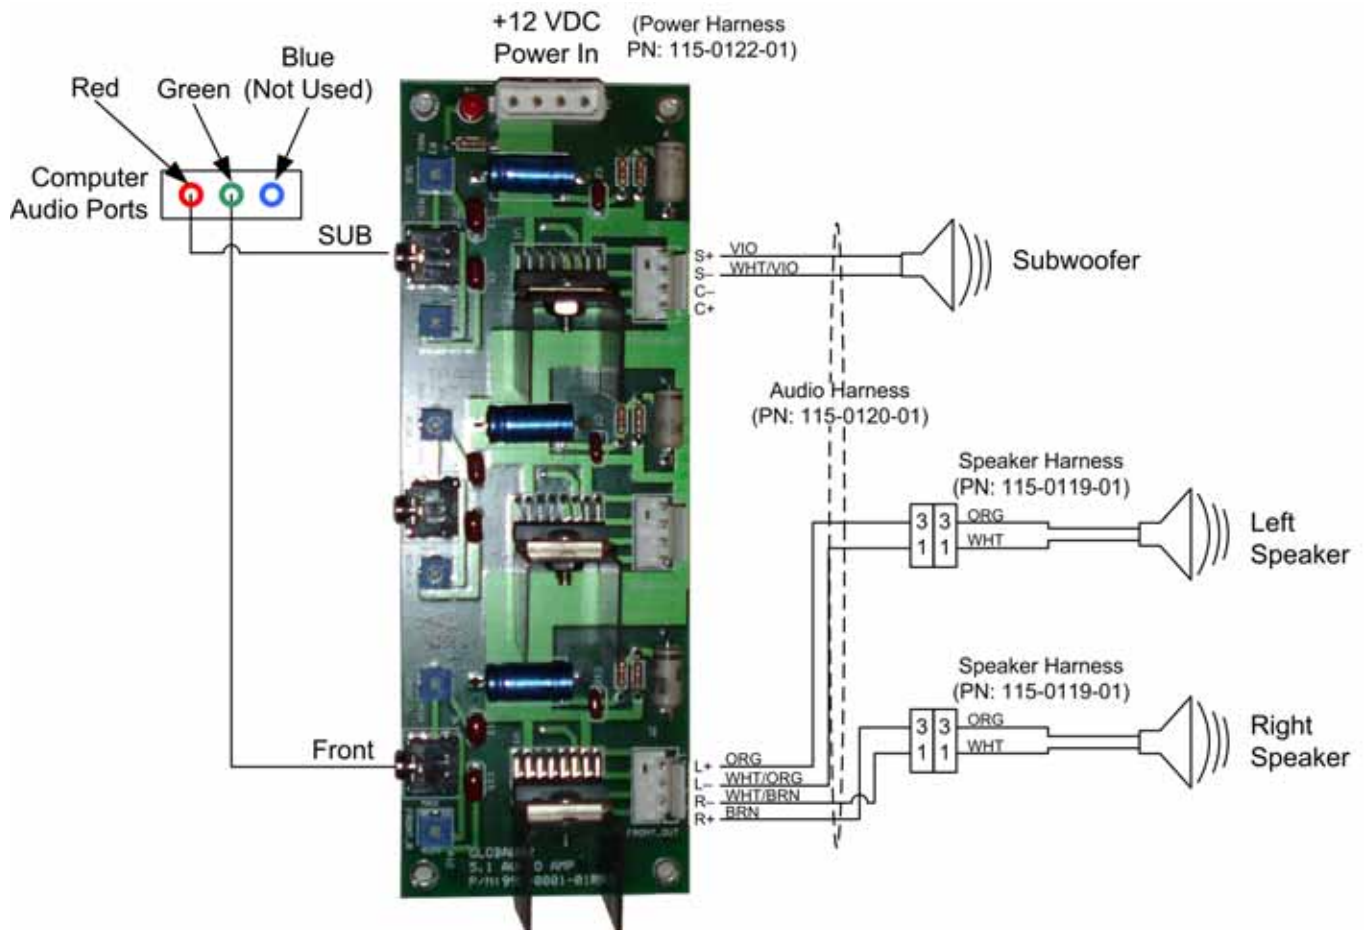 +12 VDC
Power In
(Power Harness
PN: 115-0122-01)
Blue
(Not Used)
Red
Green
Computer
Audio Ports
SUB
S+
S–
C–
C+
VIO
WHT/VIO
Subwoofer
Audio Harness
(PN: 115-0120-01)
Speaker Harness
(PN: 115-0119-01)
3 3
1 1
ORG
WHT
Left
Speaker
Speaker Harness
(PN: 115-0119-01)
3 3
1 1
ORG
WHT
Right
Speaker
Front
L+
L–
R–
R+
ORG
WHT/ORG
WHT/BRN
BRN
FRONT OUT
5.1
AMP